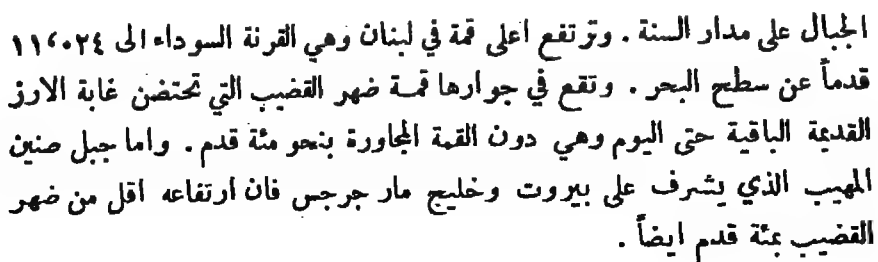 الجبال على مدار السنة . وترتفع اعلى قمة في لبنان وهي القرنة السوداء الى ١١،٠٢٤
قدماً عن سطح البحر . وتقع في جوارها قمة ضهر القضيب التي تحتضن غابة الارز
القديمة الباقية حتى اليوم وهي دون القمة المجاورة بنحو مئة قدم . واما جبل صنين
المهيب الذي يشرف على بيروت وخليج مار جرجس فان ارتفاعه اقل من ضهر
القضيب بمئة قدم ايضاً .